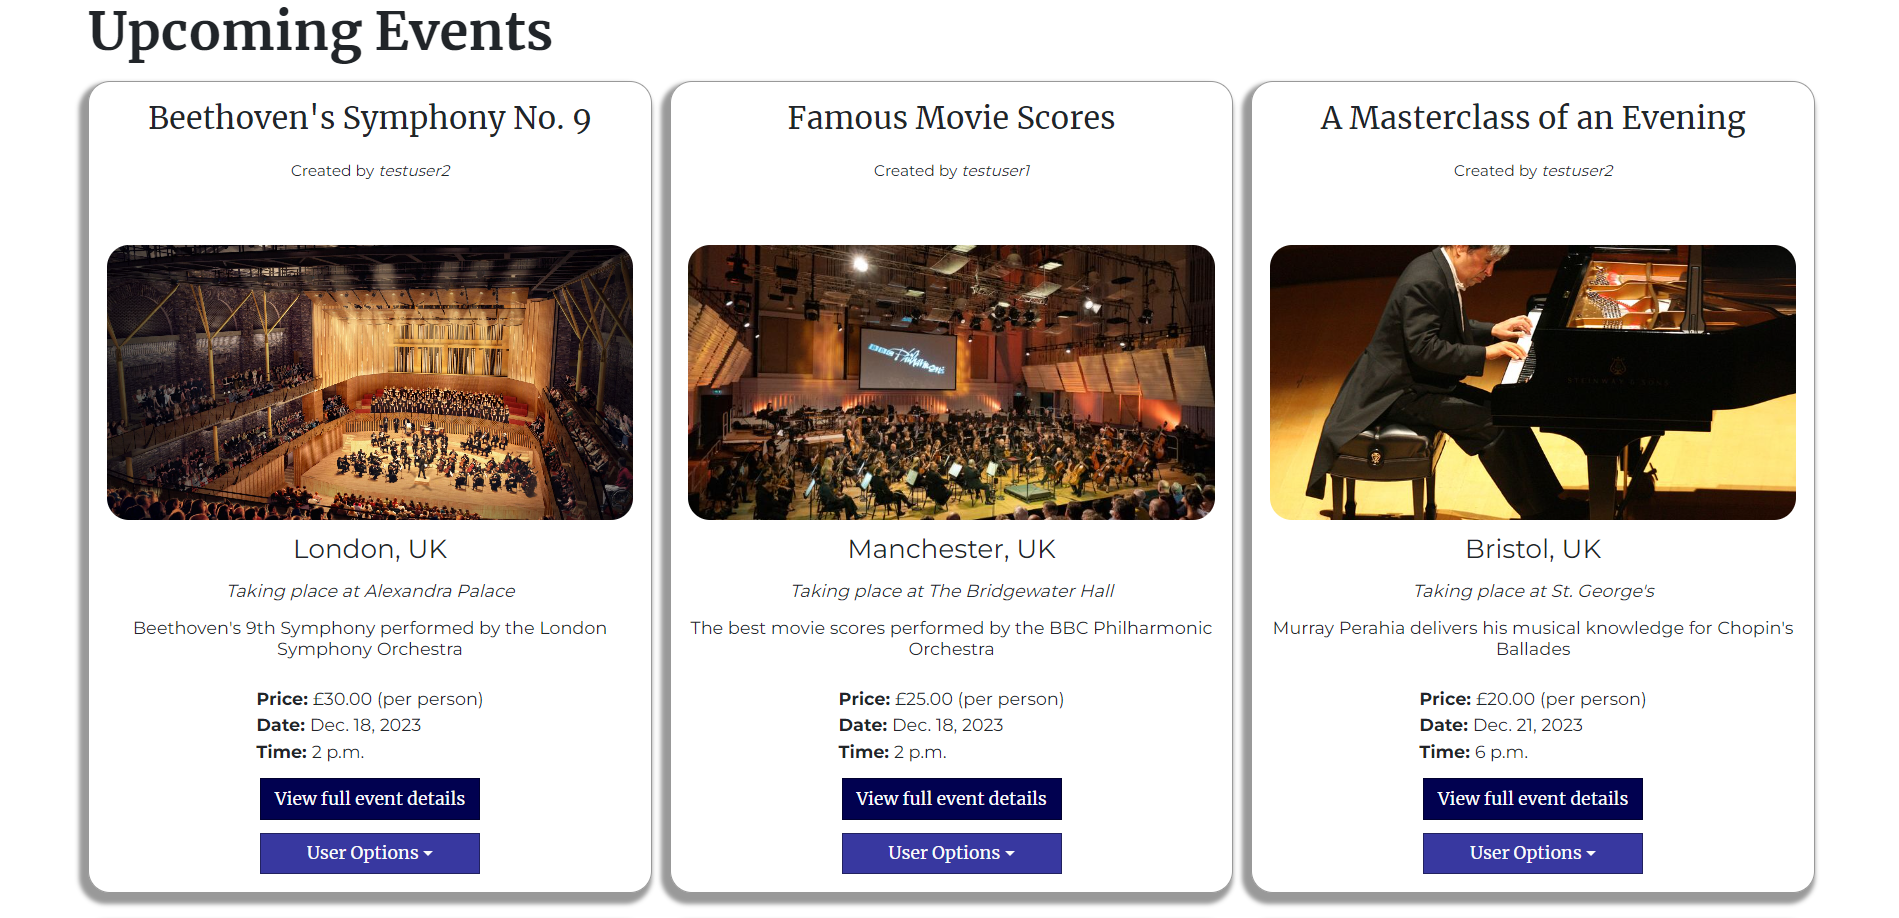 Upcoming Events
Beethoven's Symphony No. 9
Created by testuser2
London, UK
Taking place at Alexandra Palace
Beethoven's 9th Symphony performed by the London
Symphony Orchestra
Price: £30.00 (per person)
Date: Dec. 18, 2023
Time: 2 p.m.
View full event details
User Options
Famous Movie Scores
Created by testuser1
BBC Philharmonic
Manchester, UK
Taking place at The Bridgewater Hall
The best movie scores performed by the BBC Philharmonic
Orchestra
Price: £25.00 (per person)
Date: Dec. 18, 2023
Time: 2 p.m.
View full event details
User Options
A Masterclass of an Evening
Created by testuser2
STEINWAY & SONS
Bristol, UK
Taking place at St. George's
Murray Perahia delivers his musical knowledge for Chopin's
Ballades
Price: £20.00 (per person)
Date: Dec. 21, 2023
Time: 6 p.m.
View full event details
User Options